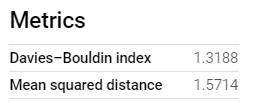 Metrics
Davies–Bouldin index 1.3188
Mean squared distance 1.5714